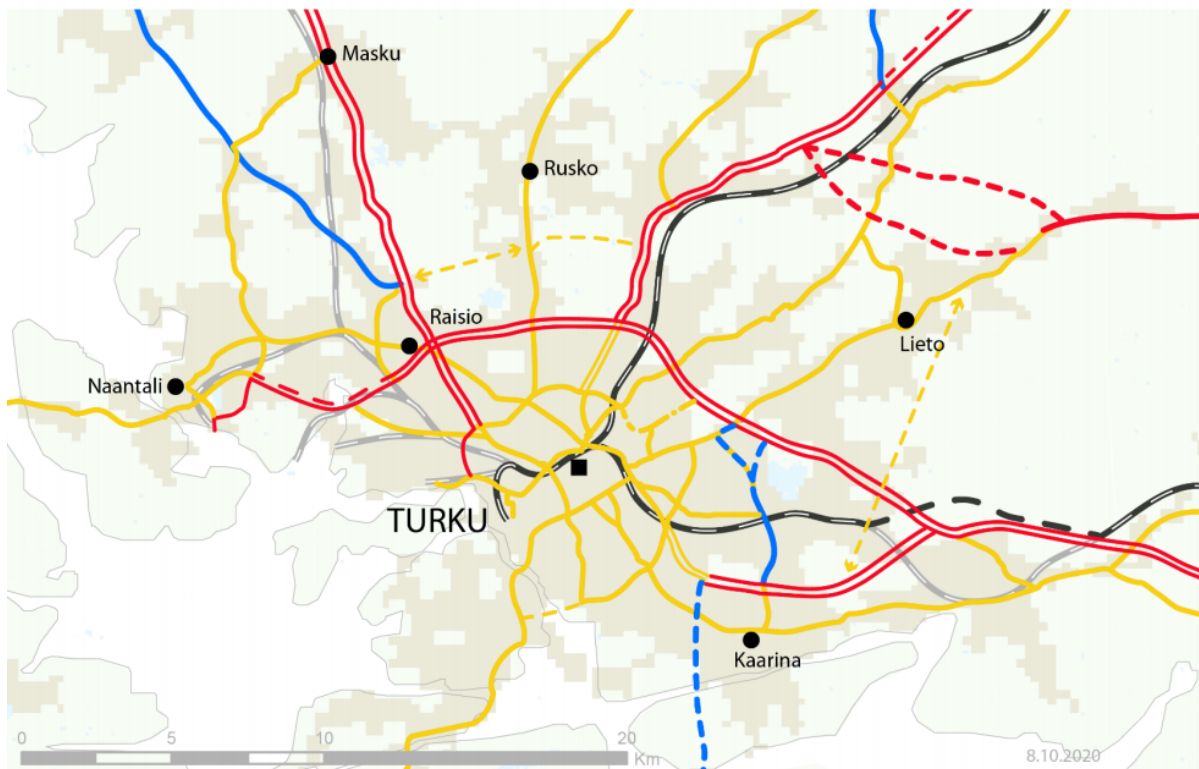 Masku
Rusko
Raisio
Lieto
Naantali
TURKU
Kaarina
0 5 10 20
Km
8.10.2020